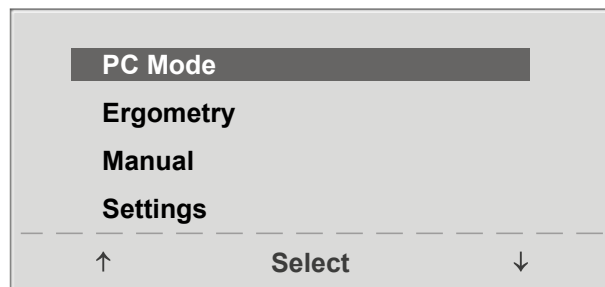 PC Mode
Ergometry
Manual
Settings
↑ Select ↓